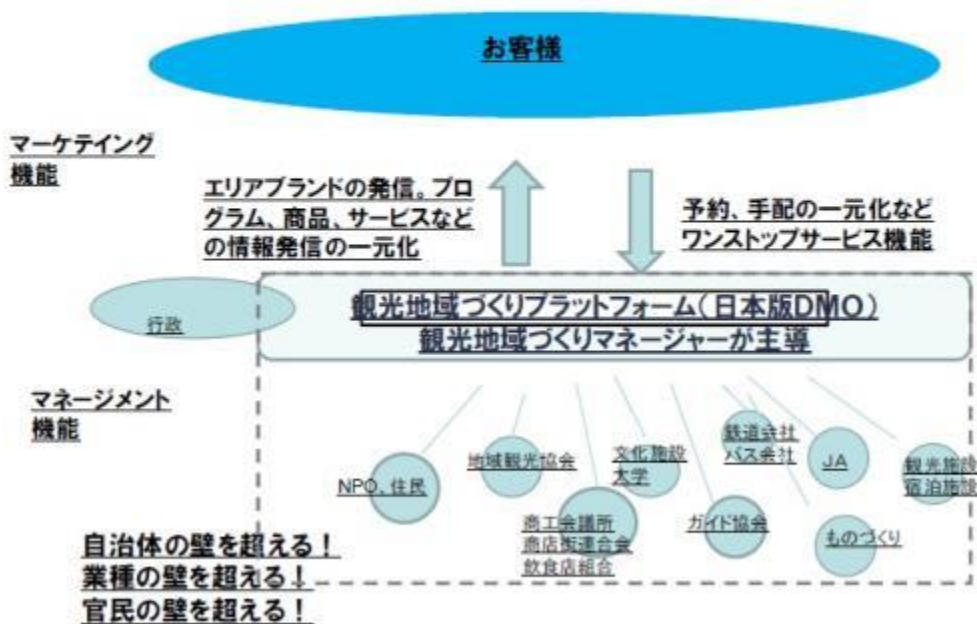 お客様
マーケテイング
機能
エリアブランドの発信。プロ
グラム、商品、サービスなど
の情報発信の一元化
予約、手配の一元化など
ワンストップサービス機能
行政
観光地域づくりプラットフォーム(日本版DMO)
観光地域づくりマネージャーが主導
マネージメント
機能
NPO、住民
地域観光協会
商工会議所
商店街連合会
飲食店組合
文化施設
大学
ガイド協会
鉄道会社
バス会社
JA
ものづくり
観光施設
宿泊施設
自治体の壁を超える!
業種の壁を超える!
官民の壁を超える!